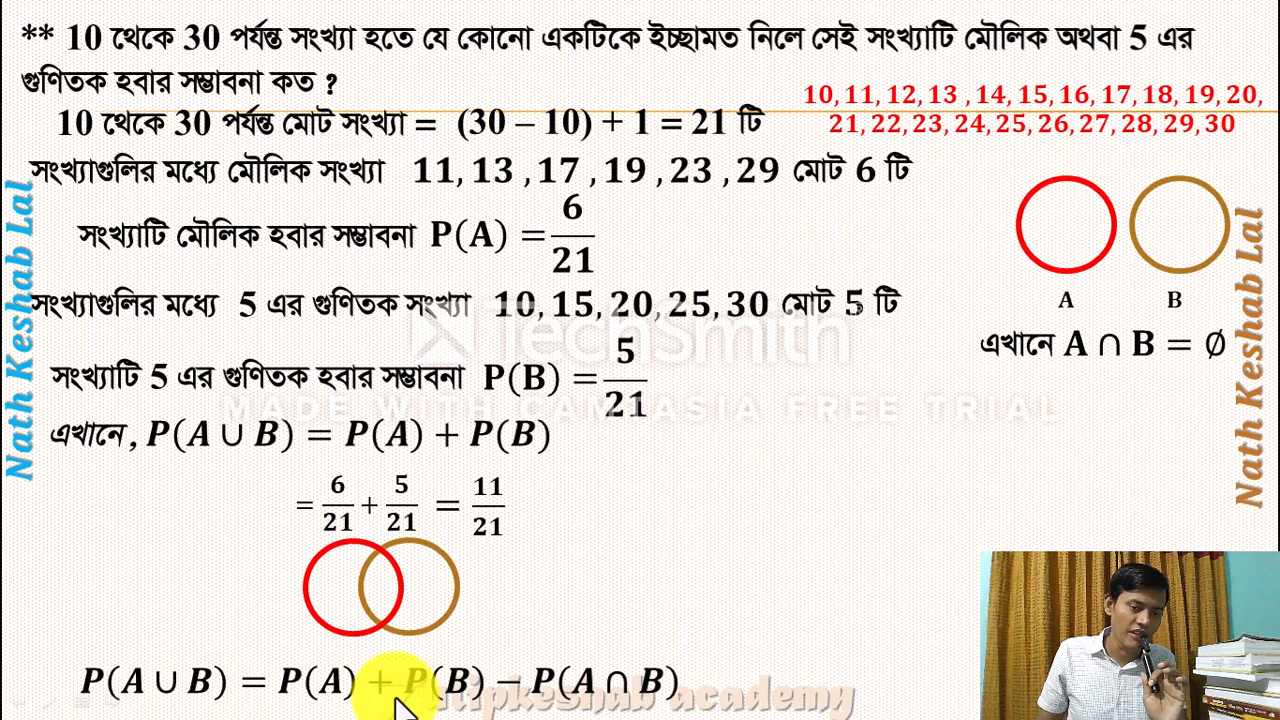 ** 10 থেকে 30 পর্যন্ত সংখ্যা হতে যে কোনো একটিকে ইচ্ছামত নিলে সেই সংখ্যাটি মৌলিক অথবা 5 এর
গুণিতক হবার সম্ভাবনা কত ?
10, 11, 12, 13 , 14, 15, 16, 17, 18, 19, 20,
21, 22, 23, 24, 25, 26, 27, 28, 29, 30
10 থেকে 30 পর্যন্ত মোট সংখ্যা = (30 − 10) + 1 = 21 টি
সংখ্যাগুলির মধ্যে মৌলিক সংখ্যা 11, 13 , 17 , 19 , 23 , 29 মোট 6 টি
সংখ্যাটি মৌলিক হবার সম্ভাবনা P(A) = 6/21
A B
সংখ্যাগুলির মধ্যে 5 এর গুণিতক সংখ্যা 10, 15, 20, 25, 30 মোট 5 টি
এখানে A ∩ B = ∅
সংখ্যাটি 5 এর গুণিতক হবার সম্ভাবনা P(B) = 5/21
TechSmith
MADE WITH CAMTASIA FREE TRIAL
এখানে , P(A ∪ B) = P(A) + P(B)
= 6/21 + 5/21 = 11/21
P(A ∪ B) = P(A) + P(B) − P(A ∩ B)
Nath Keshab Lal
Nath Keshab Lal
academy